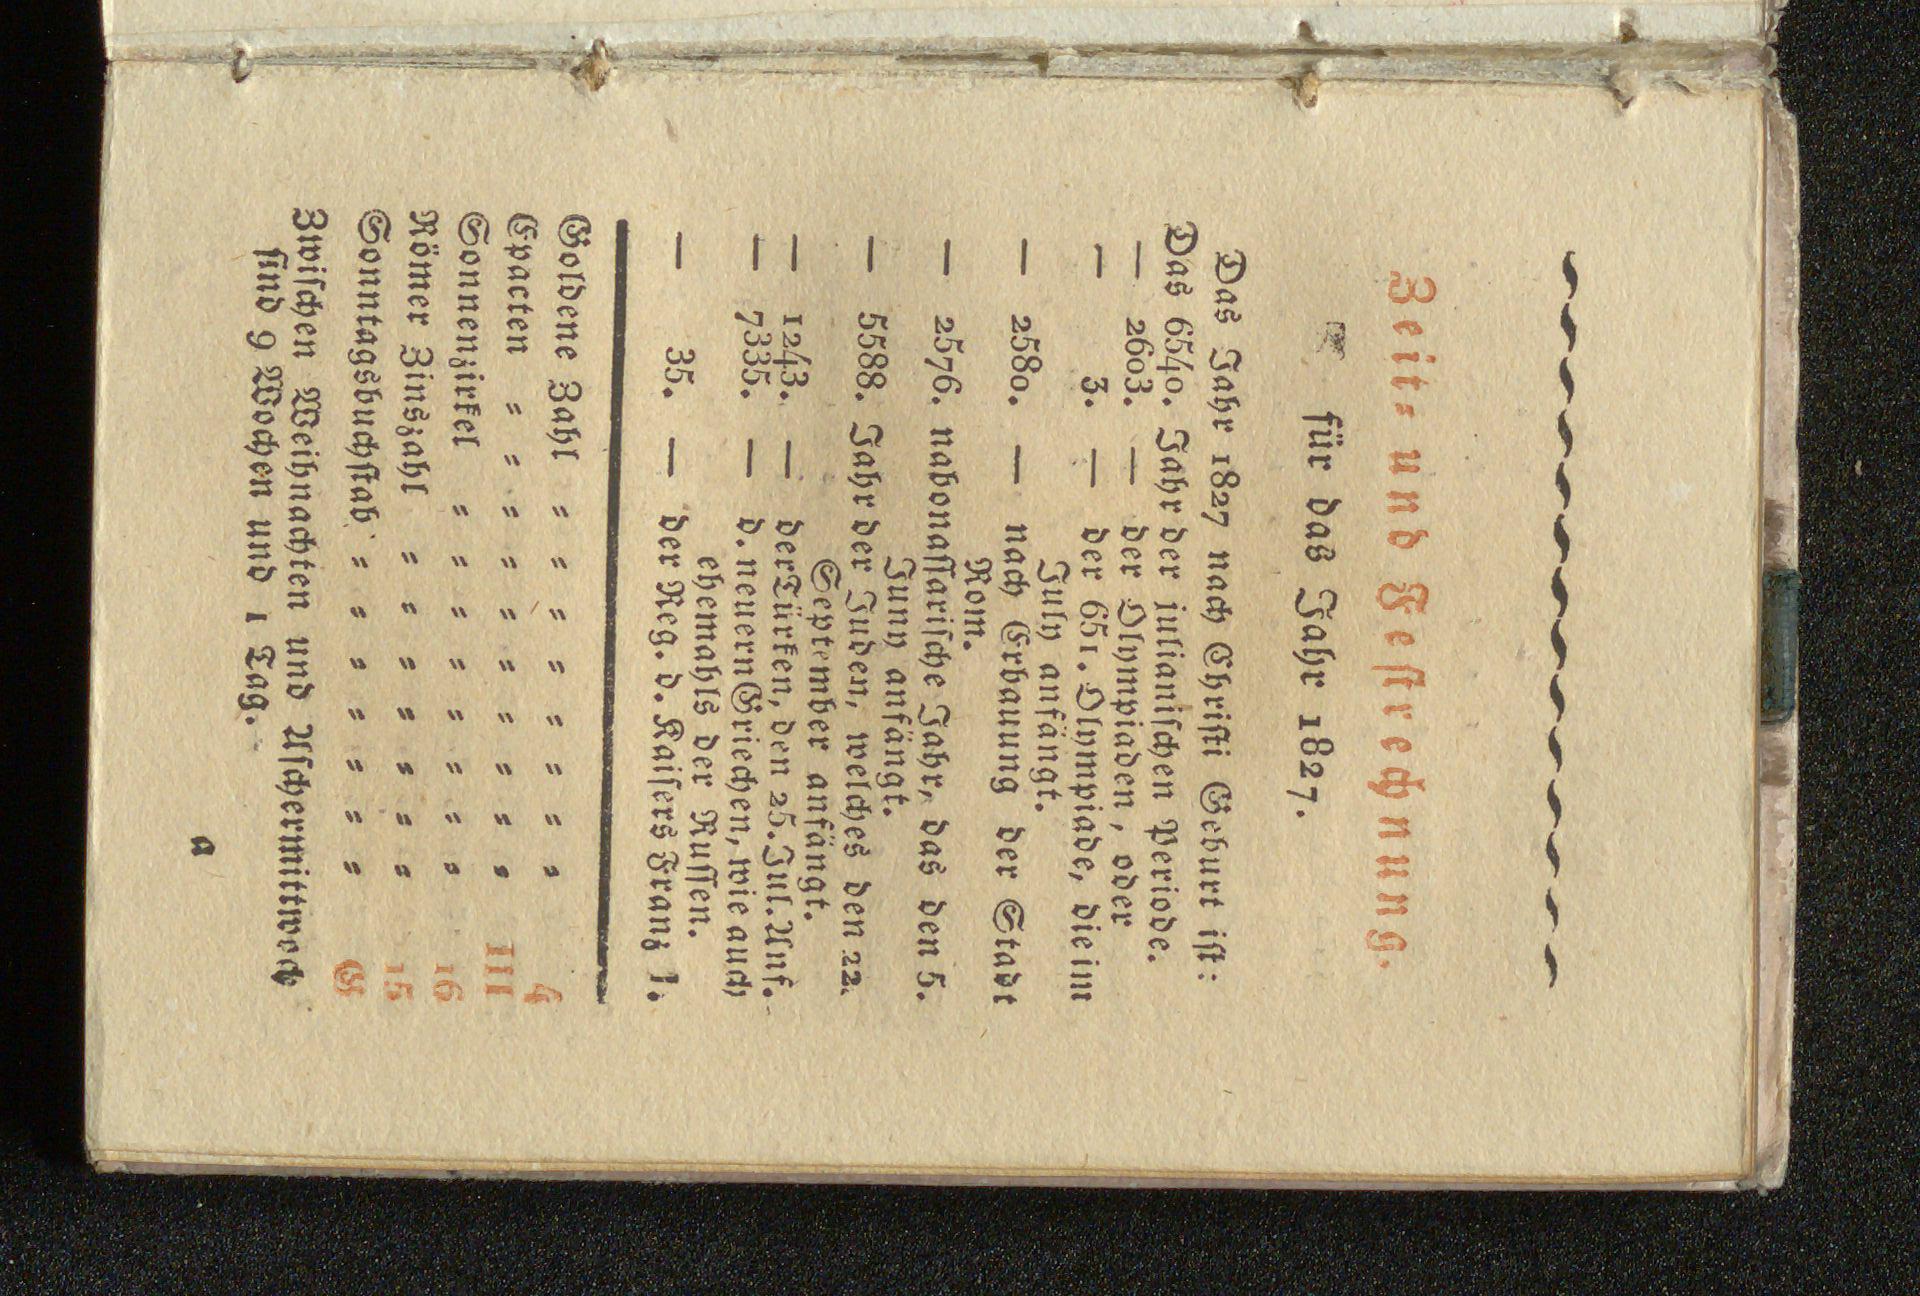 Zeit- und Festrechnung.
für das Jahr 1827.
Das Jahr 1827 nach Christi Geburt ist:
Das 6540. Jahr der julianischen Periode.
— 2603. — der Olympiaden, oder
— 3. — der 651. Olympiade, die im
July anfängt.
— 2580. — nach Erbauung der Stadt
Rom.
— 2576. nabonassarische Jahr, das den 5.
Juny anfängt.
— 5588. Jahr der Juden, welches den 22.
September anfängt.
— 1243. — der Türken, den 25. Jul. Anf.
— 7335. — d. neuern Griechen, wie auch
ehemahls der Russen.
— 35. — der Reg. d. Kaisers Franz I.
Goldene Zahl = = = = = = = = 4
Epacten = = = = = = = = = = III
Sonnenzirkel = = = = = = = = 16
Römer Zinszahl = = = = = = = 15
Sonntagsbuchstab = = = = = = = G
Zwischen Weihnachten und Aschermittwoch
sind 9 Wochen und 1 Tag.
a